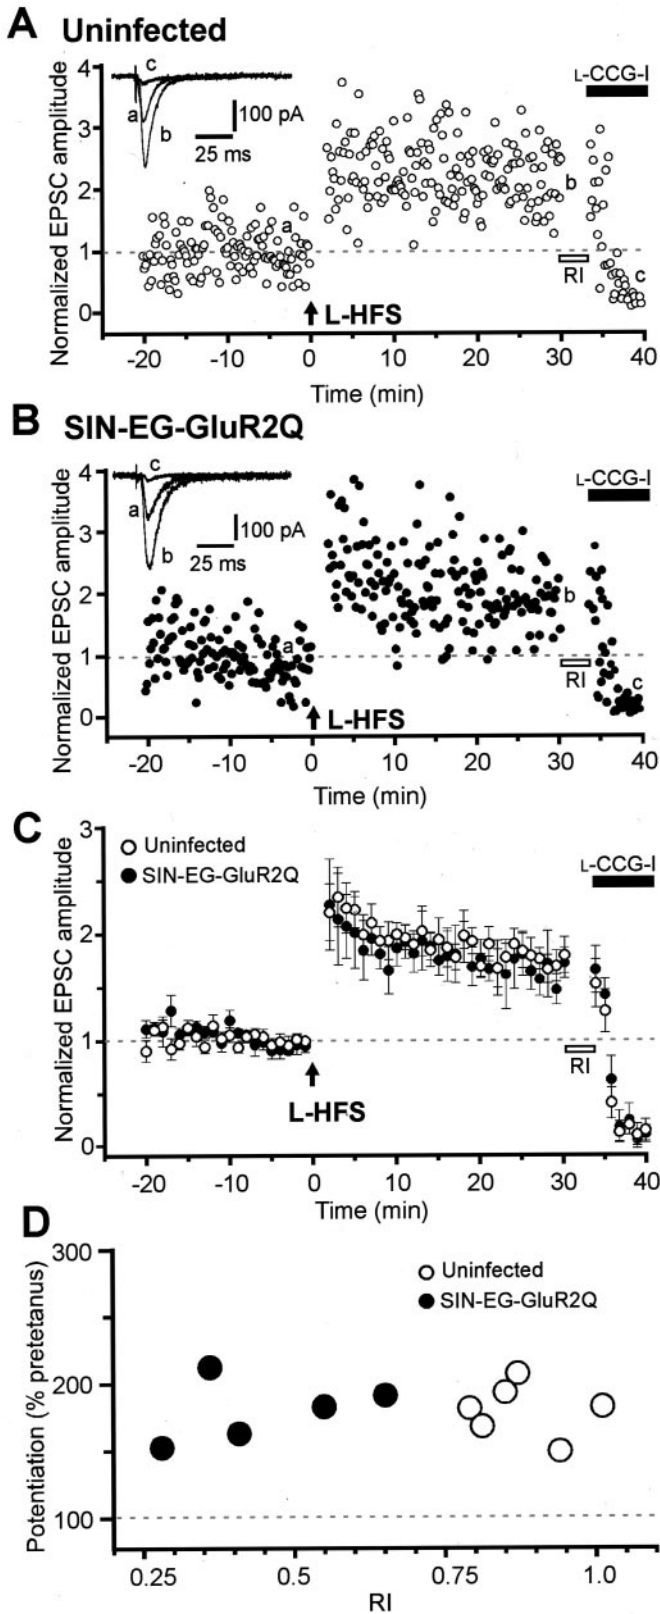 A Uninfected
Normalized EPSC amplitude
4
3
2
1
0
c
a
b
100 pA
25 ms
L-CCG-I
a
b
c
RI
L-HFS
-20 -10 0 10 20 30 40
Time (min)
B SIN-EG-GluR2Q
Normalized EPSC amplitude
4
3
2
1
0
c
a
b
100 pA
25 ms
L-CCG-I
a
b
c
RI
L-HFS
-20 -10 0 10 20 30 40
Time (min)
C
Normalized EPSC amplitude
3
2
1
0
Uninfected
SIN-EG-GluR2Q
L-CCG-I
RI
L-HFS
-20 -10 0 10 20 30 40
Time (min)
D
Potentiation (% pretetanus)
300
200
100
Uninfected
SIN-EG-GluR2Q
0.25 0.5 0.75 1.0
RI